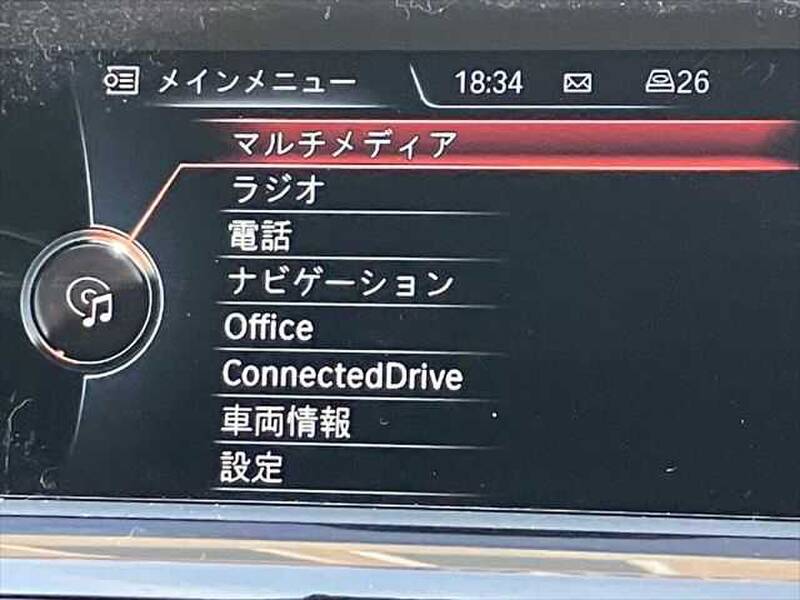 メインメニュー 18:34 26
マルチメディア
ラジオ
電話
ナビゲーション
Office
ConnectedDrive
車両情報
設定